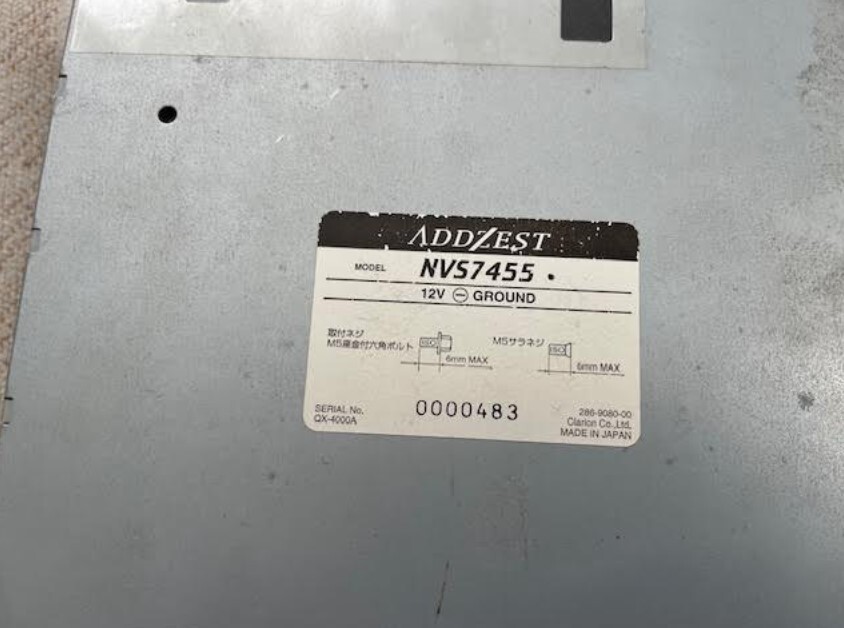 ADDZEST
MODEL NVS7455
12V ⊖ GROUND
取付ネジ
M5座金付六角ボルト
ISO
6mm MAX
M5サラネジ
ISO
6mm MAX
SERIAL No.
QX-4000A
0000483
286-9080-00
Clarion Co.,Ltd.
MADE IN JAPAN